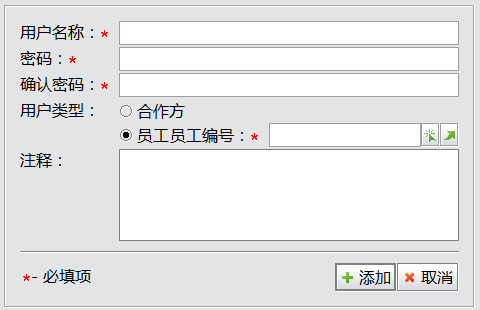 用户名称：*
密码：*
确认密码：*
用户类型： 合作方
员工员工编号：*
注释：
*- 必填项 添加 取消